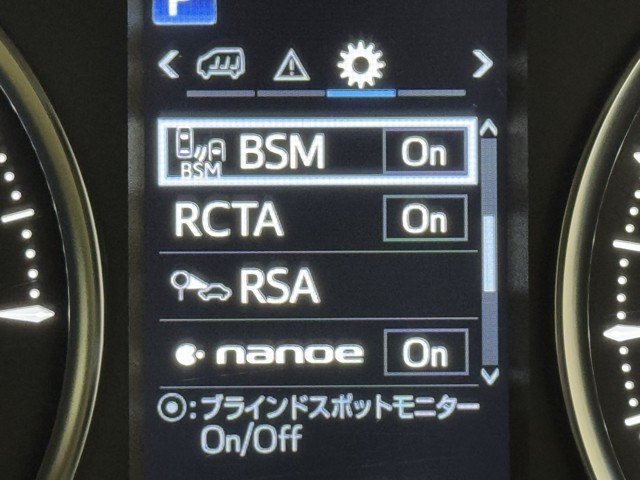 P
BSM
BSM On
RCTA On
RSA
nanoe On
◎:ブラインドスポットモニター
On/Off